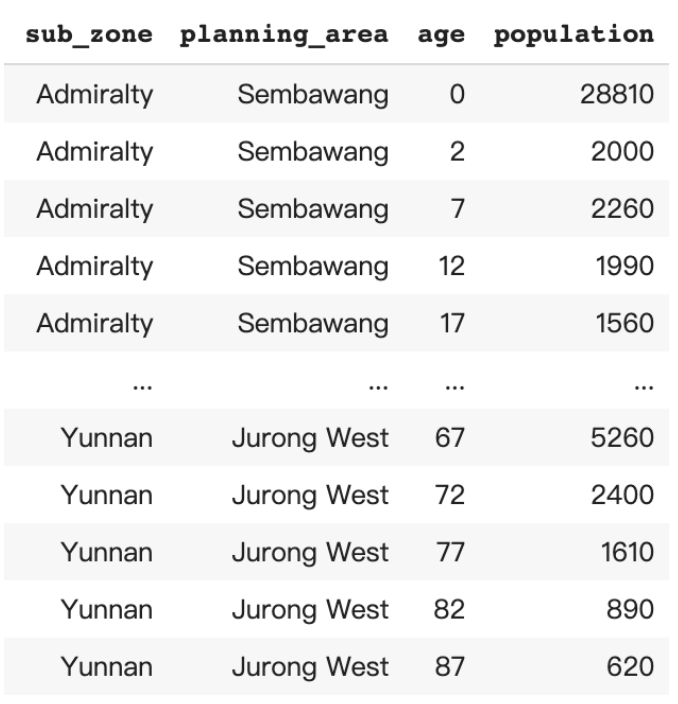 sub_zone planning_area age population
Admiralty Sembawang 0 28810
Admiralty Sembawang 2 2000
Admiralty Sembawang 7 2260
Admiralty Sembawang 12 1990
Admiralty Sembawang 17 1560
... ... ... ...
Yunnan Jurong West 67 5260
Yunnan Jurong West 72 2400
Yunnan Jurong West 77 1610
Yunnan Jurong West 82 890
Yunnan Jurong West 87 620